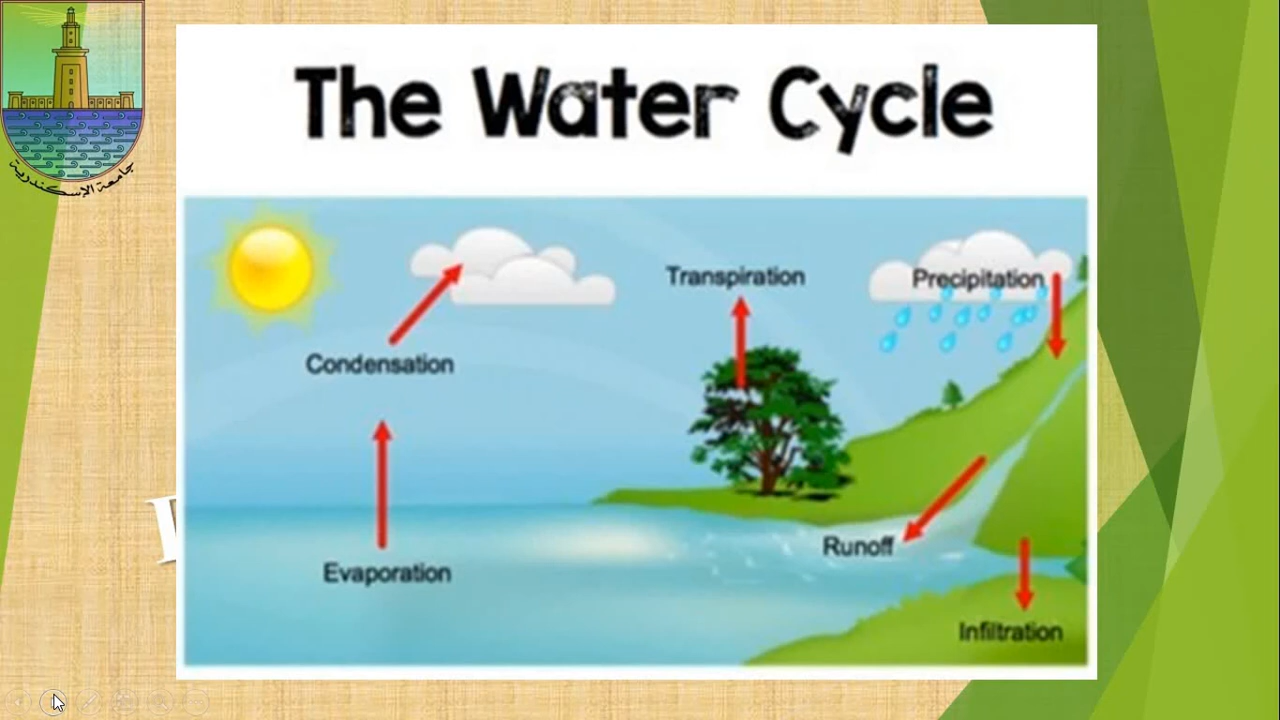 جامعة الإسكندرية
The Water Cycle
Transpiration
Precipitation
Condensation
Runoff
Evaporation
Infiltration